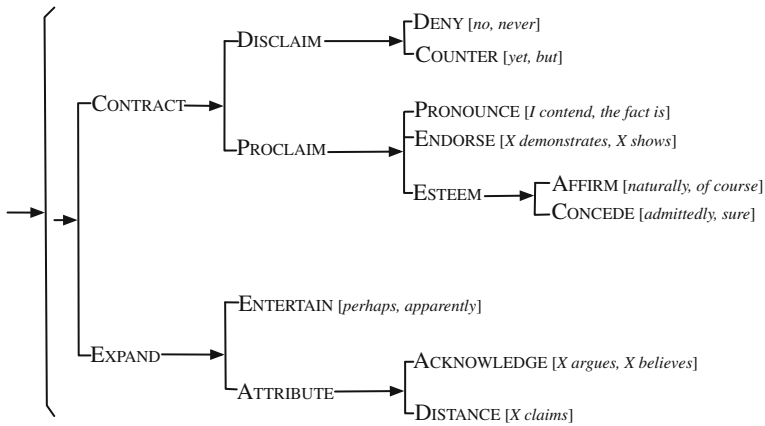 DENY [no, never]
DISCLAIM
COUNTER [yet, but]
CONTRACT
PRONOUNCE [I contend, the fact is]
ENDORSE [X demonstrates, X shows]
PROCLAIM
AFFIRM [naturally, of course]
ESTEEM
CONCEDE [admittedly, sure]
ENTERTAIN [perhaps, apparently]
EXPAND
ACKNOWLEDGE [X argues, X believes]
ATTRIBUTE
DISTANCE [X claims]